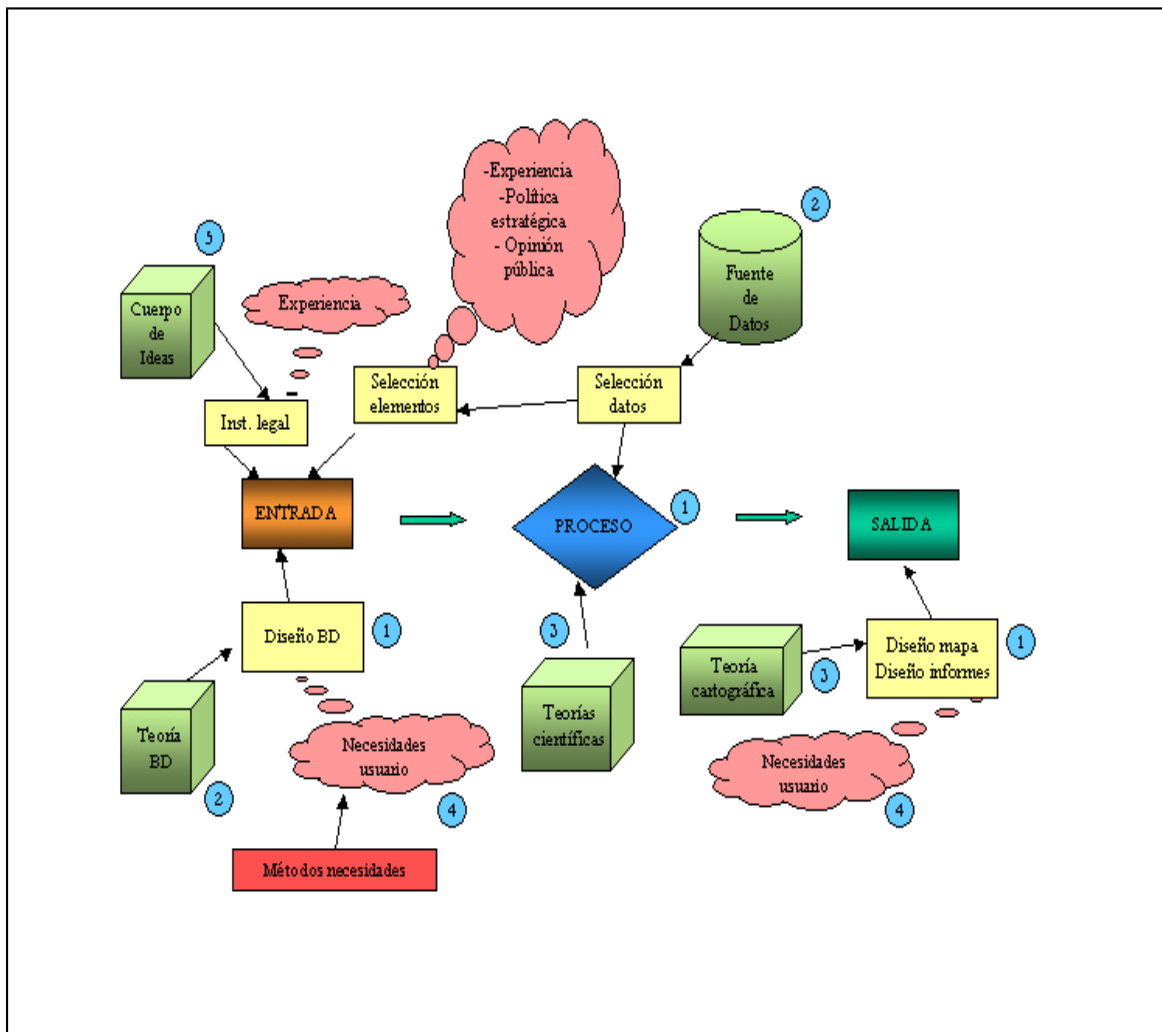 -Experiencia
-Política
estratégica
- Opinión
pública
2
5
Fuente
de
Datos
Cuerpo
de
Ideas
Experiencia
Selección
elementos
Selección
datos
Inst. legal
ENTRADA
PROCESO
1
SALIDA
Diseño BD
1
3
Teoría
cartográfica
3
Diseño mapa
Diseño informes
1
Teoría
BD
2
Teorías
científicas
Necesidades
usuario
4
Necesidades
usuario
4
Métodos necesidades